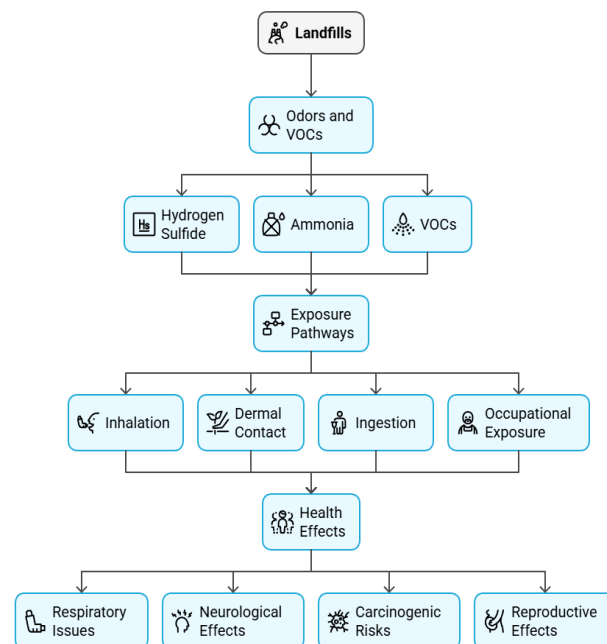 Landfills
Odors and
VOCs
Hydrogen
Sulfide
Hs
Ammonia
VOCs
Exposure
Pathways
Inhalation
Dermal
Contact
Ingestion
Occupational
Exposure
Health
Effects
Respiratory
Issues
Neurological
Effects
Carcinogenic
Risks
Reproductive
Effects